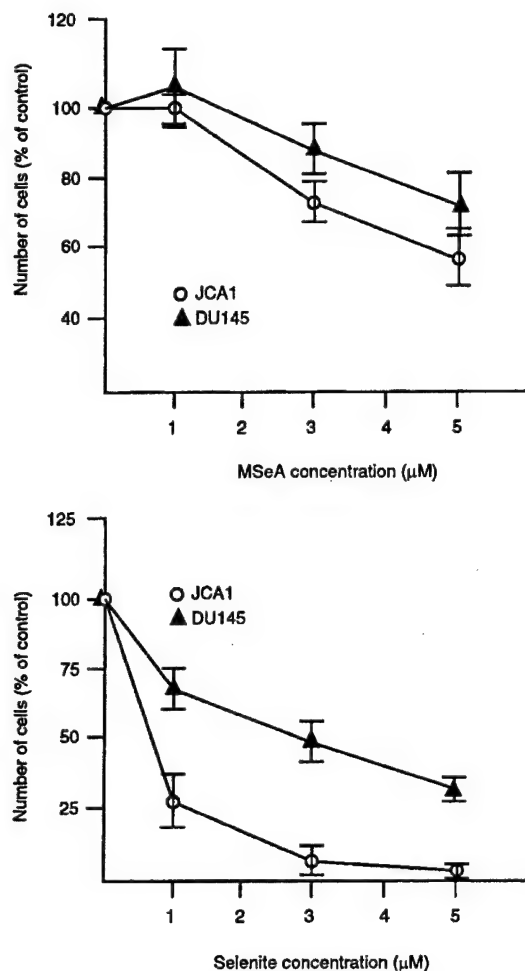 120
100
80
60
40
Number of cells (% of control)
JCA1
DU145
1 2 3 4 5
MSeA concentration (μM)
125
100
75
50
25
Number of cells (% of control)
JCA1
DU145
1 2 3 4 5
Selenite concentration (μM)